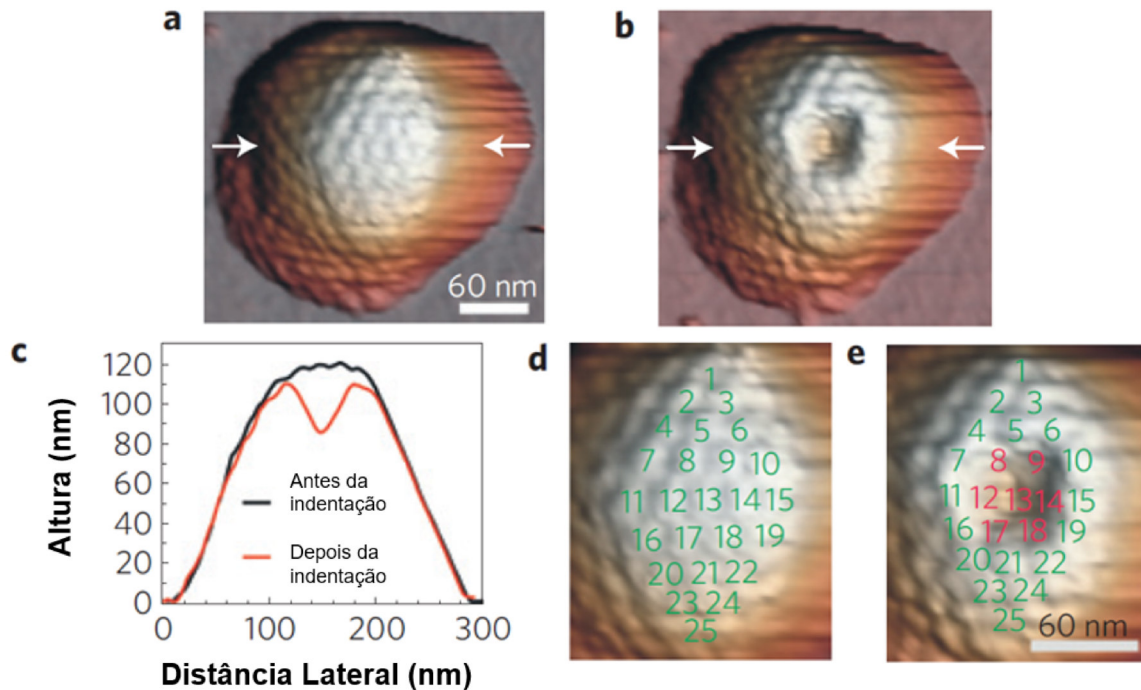 a
b
60 nm
c
120
100
80
60
40
20
0
Altura (nm)
Antes da
indentação
Depois da
indentação
0 100 200 300
Distância Lateral (nm)
d
1
2 3
4 5 6
7 8 9 10
11 12 13 14 15
16 17 18 19
20 21 22
23 24
25
e
1
2 3
4 5 6
7 8 9 10
11 12 13 14 15
16 17 18 19
20 21 22
23 24
25
60 nm